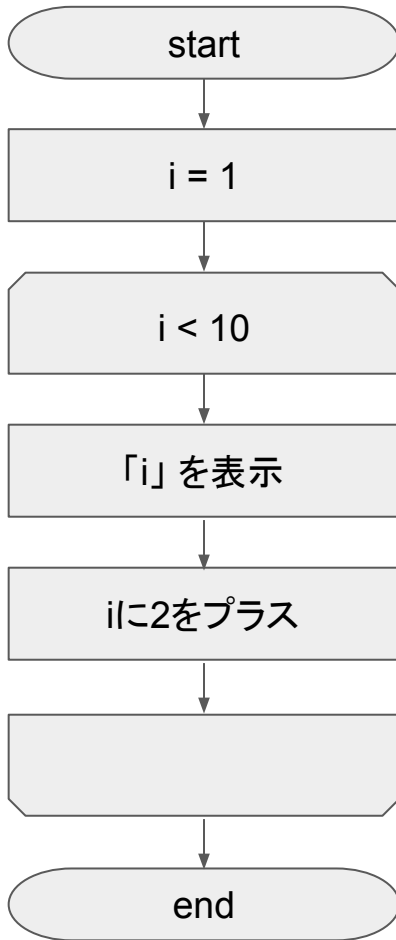 start
i = 1
i < 10
「i」 を表示
iに2をプラス
end